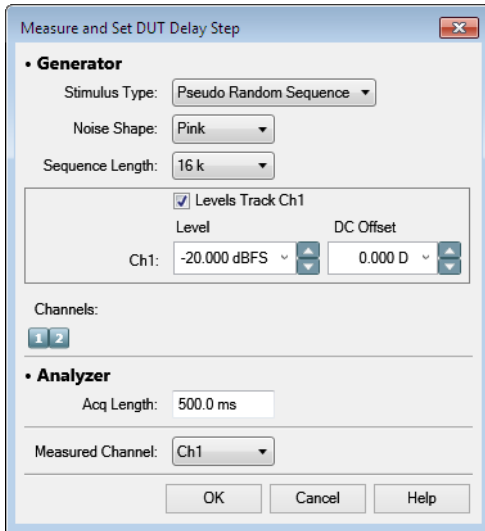 Measure and Set DUT Delay Step
• Generator
Stimulus Type: Pseudo Random Sequence
Noise Shape: Pink
Sequence Length: 16 k
Levels Track Ch1
Level DC Offset
Ch1: -20.000 dBFS 0.000 D
Channels:
1 2
• Analyzer
Acq Length: 500.0 ms
Measured Channel: Ch1
OK Cancel Help